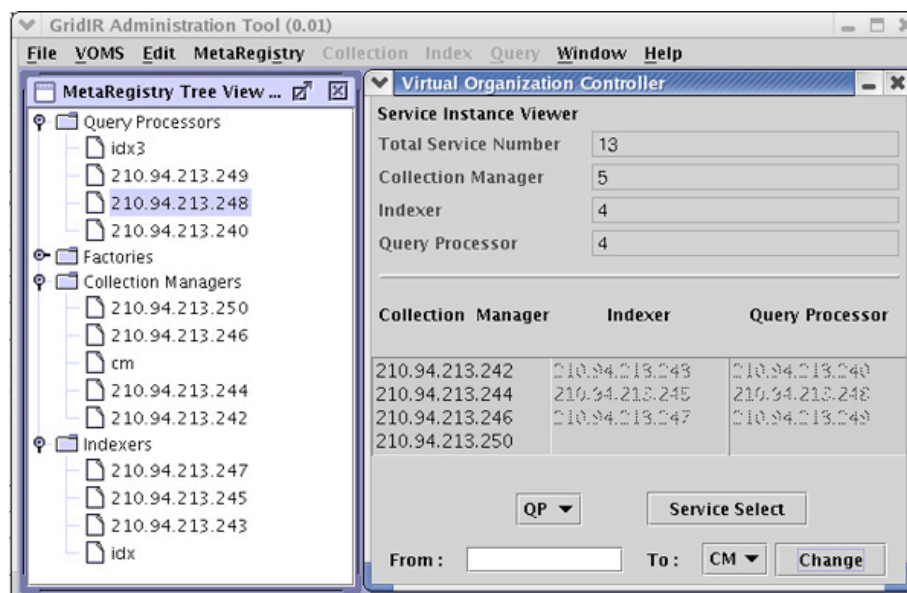 GridIR Administration Tool (0.01)
File VOMS Edit MetaRegistry Collection Index Query Window Help
MetaRegistry Tree View ...
Query Processors
idx3
210.94.213.249
210.94.213.248
210.94.213.240
Factories
Collection Managers
210.94.213.250
210.94.213.246
cm
210.94.213.244
210.94.213.242
Indexers
210.94.213.247
210.94.213.245
210.94.213.243
idx
Virtual Organization Controller
Service Instance Viewer
Total Service Number 13
Collection Manager 5
Indexer 4
Query Processor 4
Collection Manager Indexer Query Processor
210.94.213.242 210.94.213.243 210.94.213.240
210.94.213.244 210.94.213.245 210.94.213.248
210.94.213.246 210.94.213.247 210.94.213.249
210.94.213.250
QP Service Select
From : To : CM Change